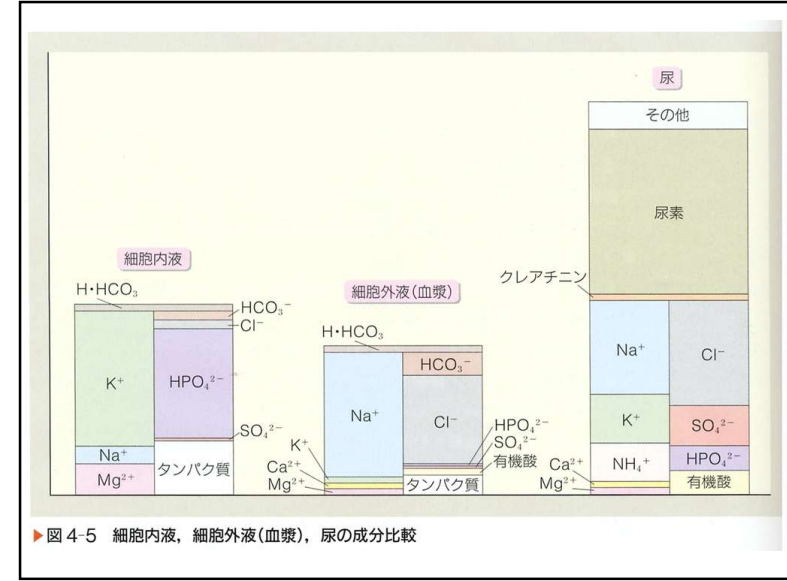 細胞内液
H・HCO₃
HCO₃⁻
Cl⁻
K⁺
HPO₄²⁻
SO₄²⁻
Na⁺
Mg²⁺
タンパク質
細胞外液(血漿)
H・HCO₃
HCO₃⁻
Na⁺
Cl⁻
HPO₄²⁻
SO₄²⁻
有機酸
K⁺
Ca²⁺
Mg²⁺
タンパク質
尿
その他
尿素
クレアチニン
Na⁺
Cl⁻
K⁺
SO₄²⁻
NH₄⁺
HPO₄²⁻
Ca²⁺
Mg²⁺
有機酸
▶図4-5 細胞内液,細胞外液(血漿),尿の成分比較